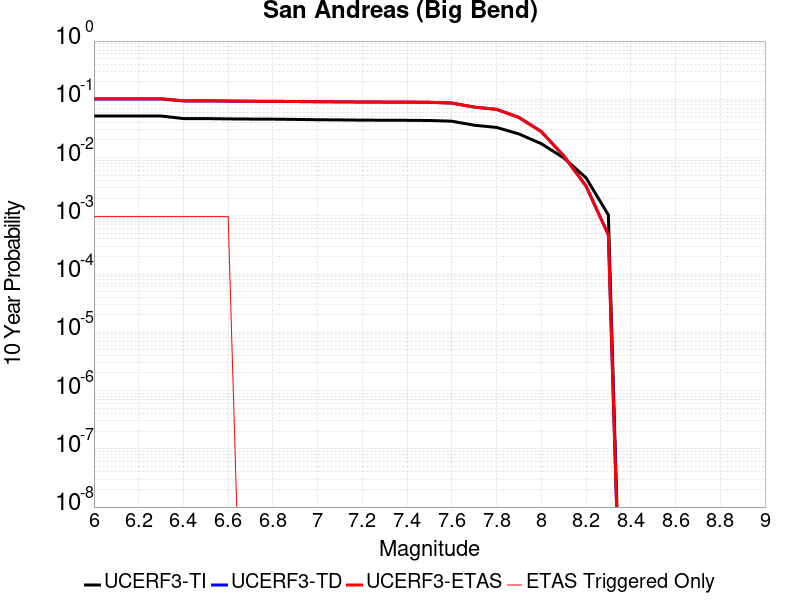 San Andreas (Big Bend)
10^0
10^-1
10^-2
10^-3
10^-4
10^-5
10^-6
10^-7
10^-8
10 Year Probability
6 6.2 6.4 6.6 6.8 7 7.2 7.4 7.6 7.8 8 8.2 8.4 8.6 8.8 9
Magnitude
UCERF3-TI UCERF3-TD UCERF3-ETAS ETAS Triggered Only